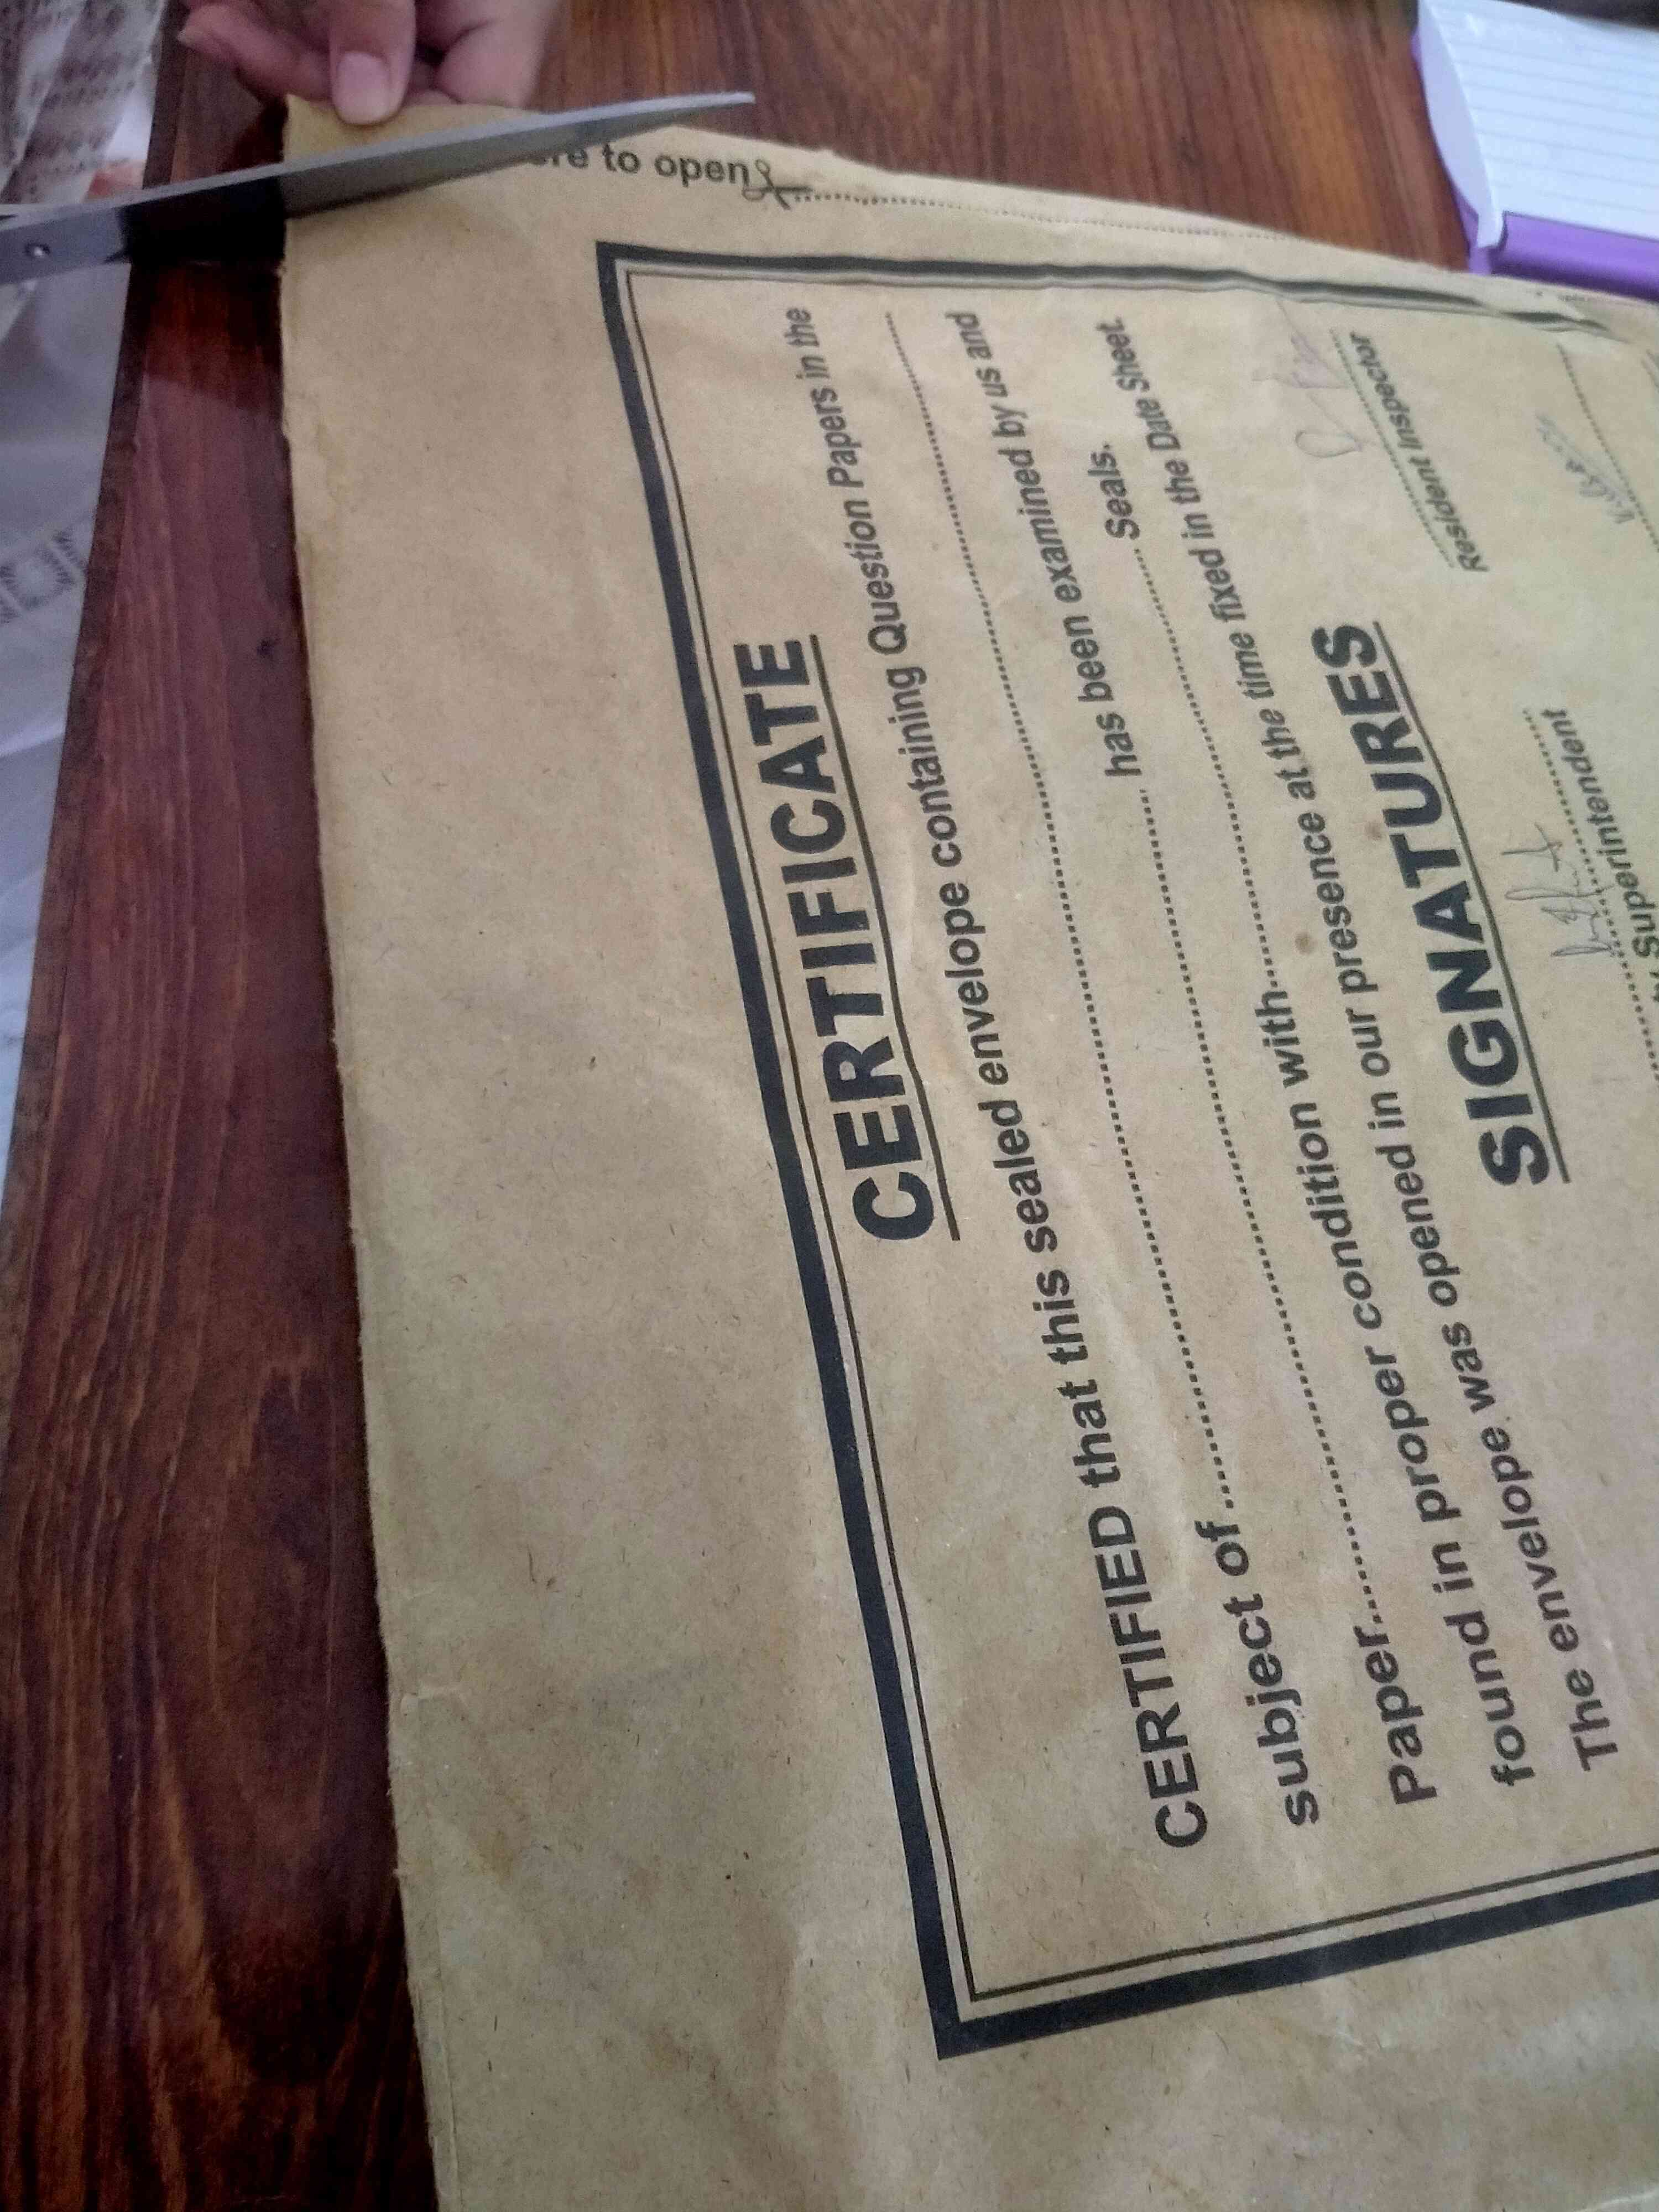 to open
CERTIFICATE
CERTIFIED that this sealed envelope containing Question Papers in the
subject of ........................................................................
Paper........................................................................ has been examined by us and
found in proper condition with........................ Seals.
The envelope was opened in our presence at the time fixed in the Date Sheet
SIGNATURES
Resident Inspector
Superintendent
Superintendent